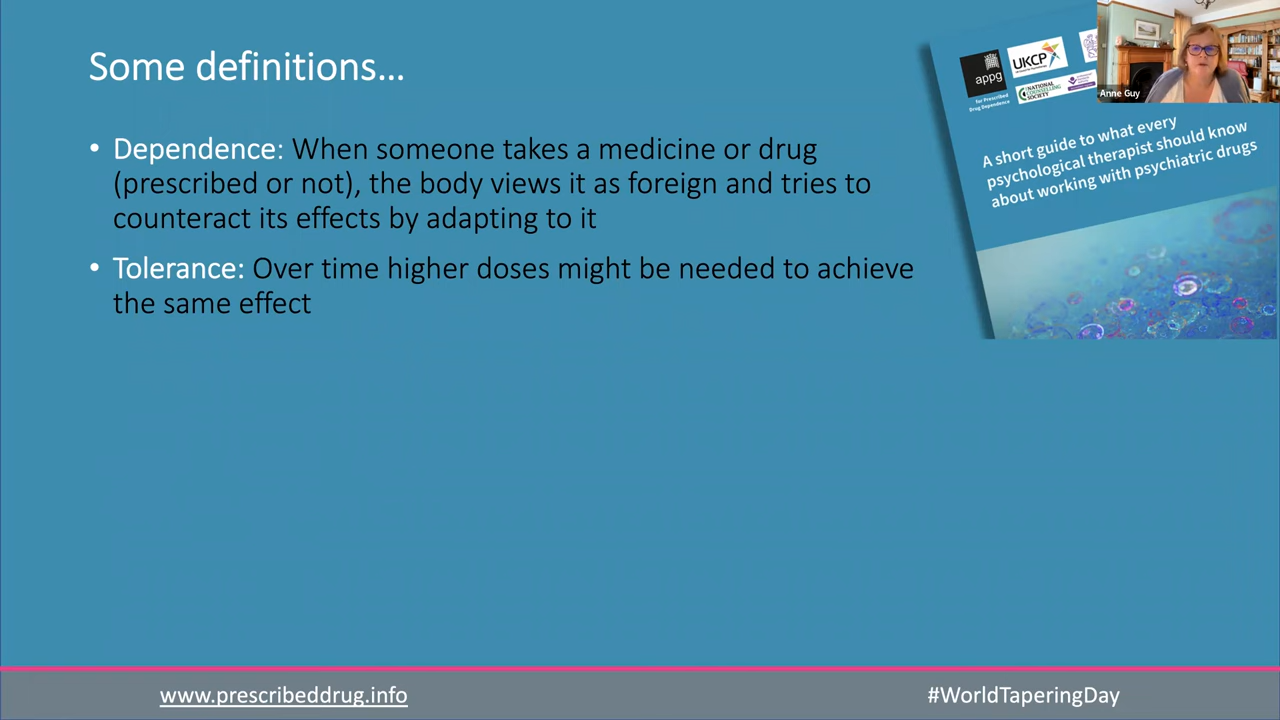 Some definitions...
• Dependence: When someone takes a medicine or drug
(prescribed or not), the body views it as foreign and tries to
counteract its effects by adapting to it
• Tolerance: Over time higher doses might be needed to achieve
the same effect
appg
for Prescribed
Drug Dependence
UKCP
NATIONAL
COUNSELLING
SOCIETY
Anne Guy
A short guide to what every
psychological therapist should know
about working with psychiatric drugs
www.prescribeddrug.info
#WorldTaperingDay